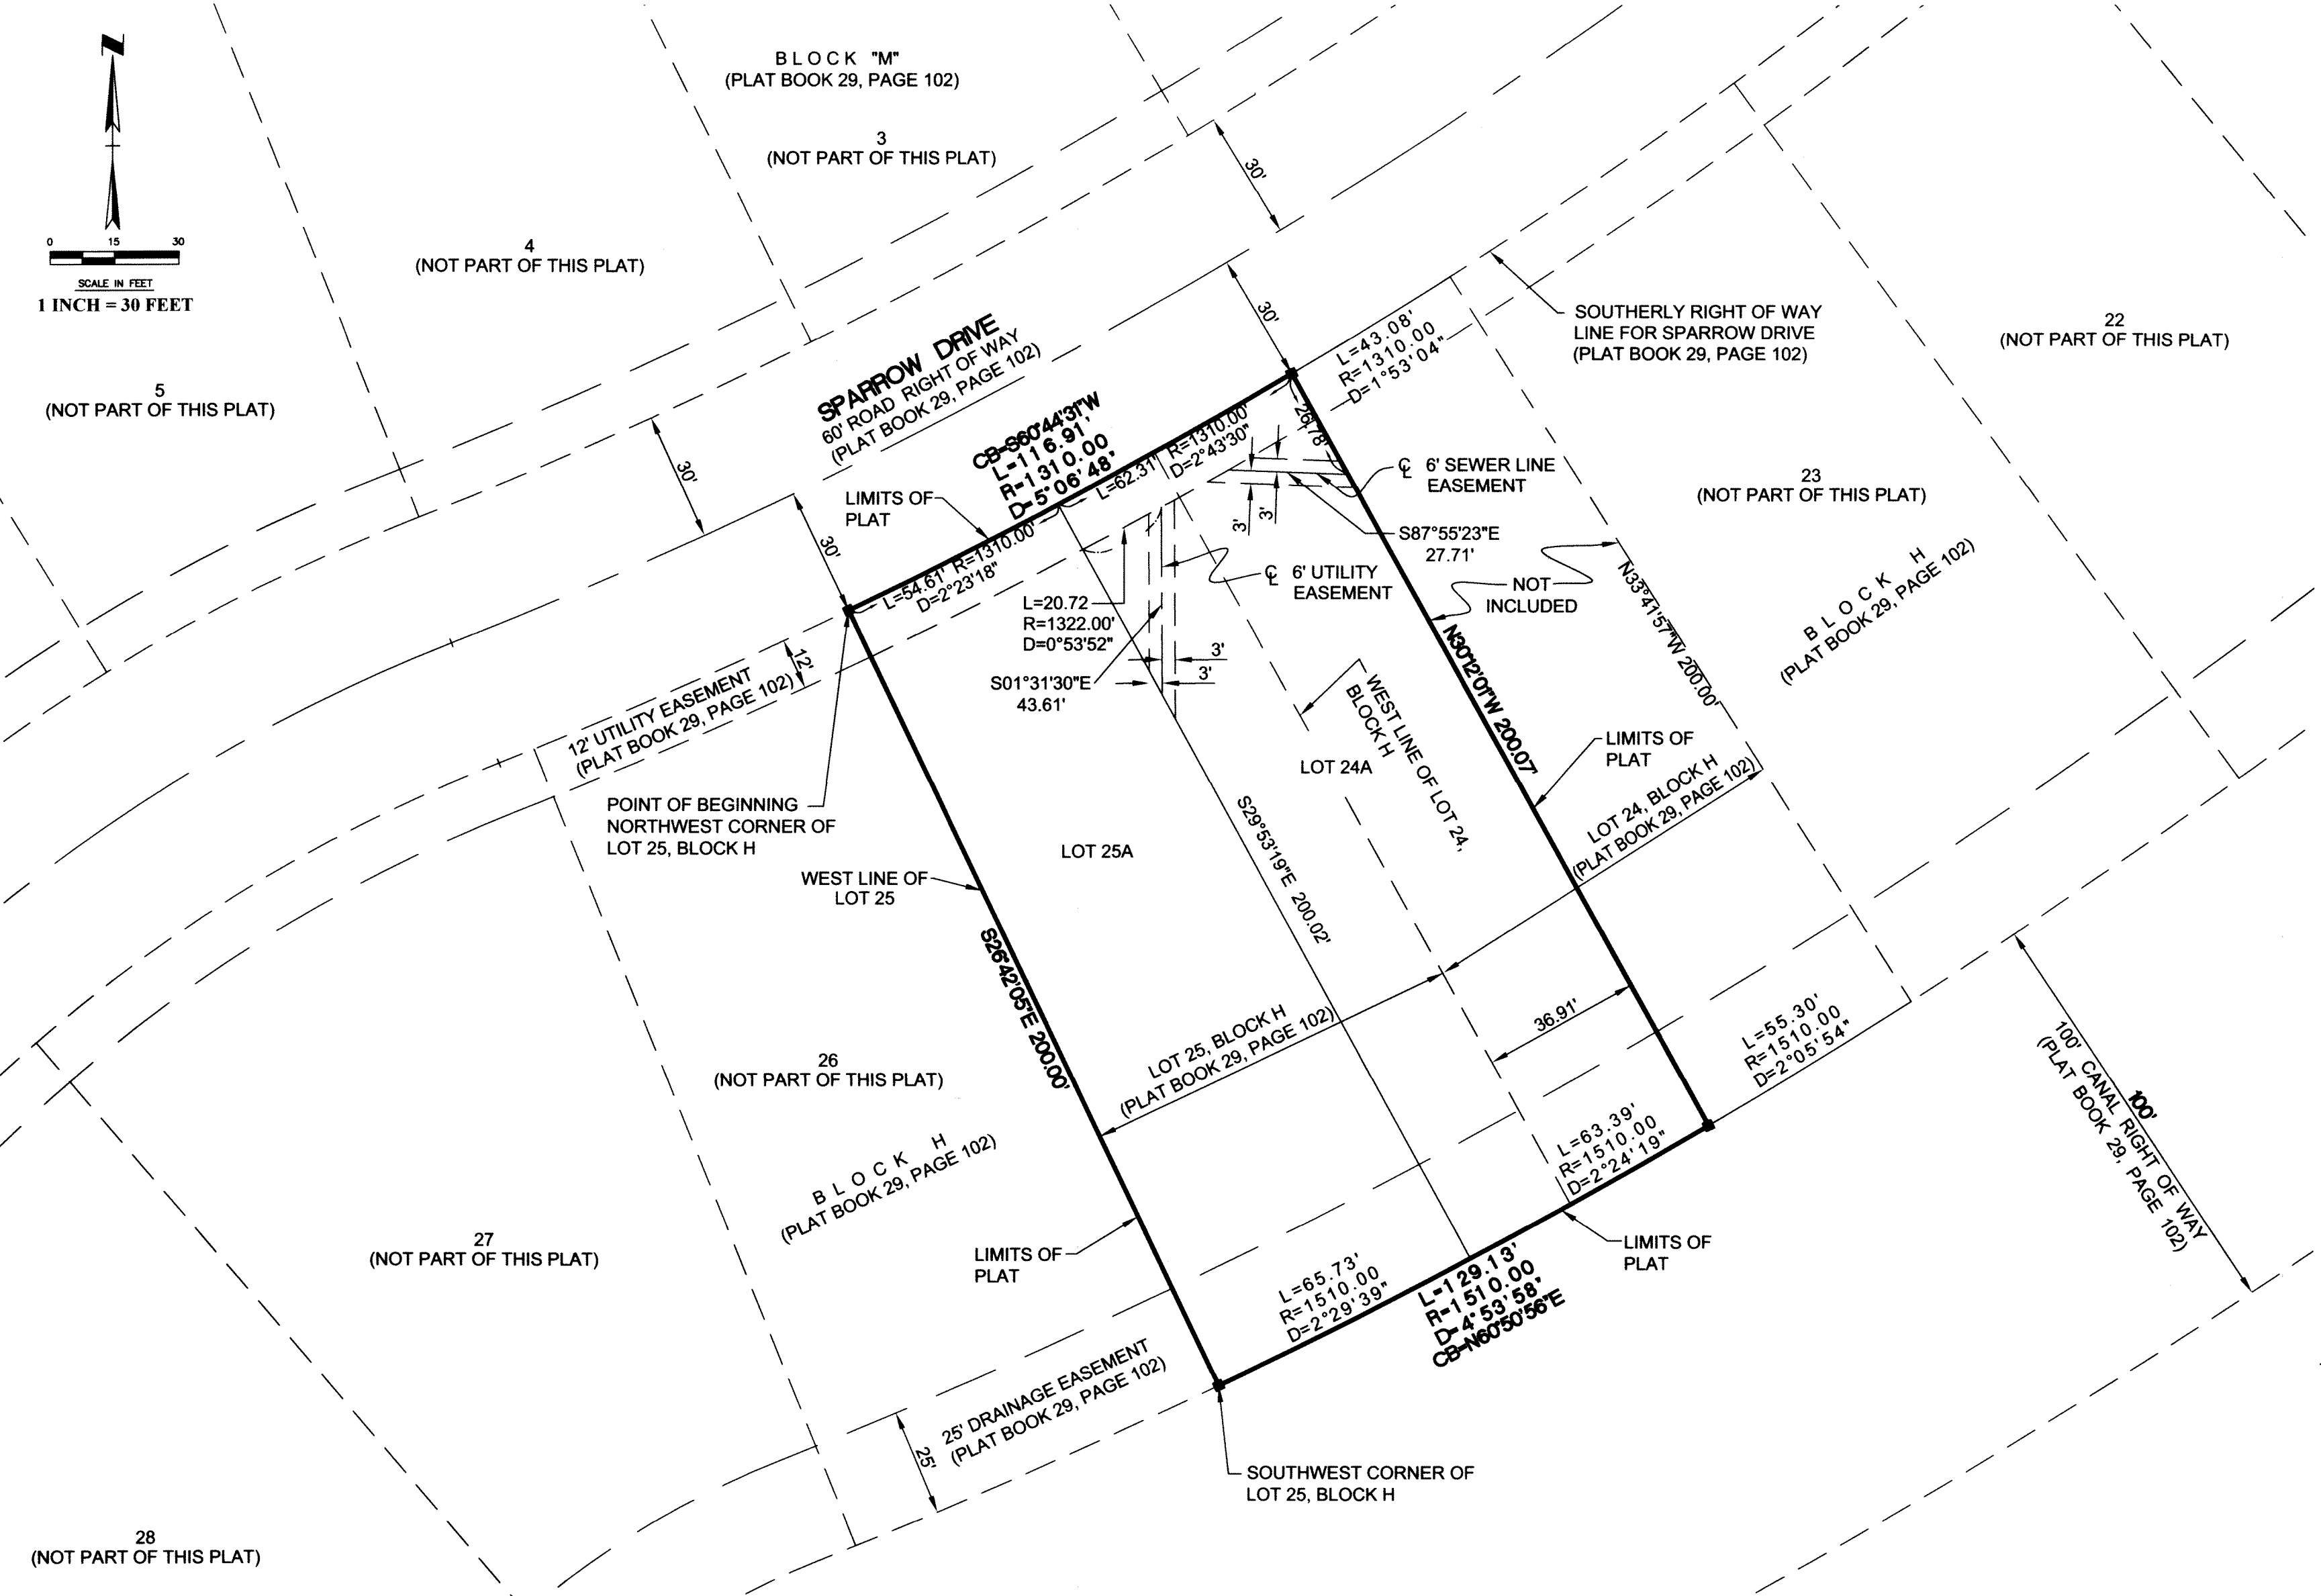 N
0 15 30
SCALE IN FEET
1 INCH = 30 FEET
BLOCK "M"
(PLAT BOOK 29, PAGE 102)
3
(NOT PART OF THIS PLAT)
4
(NOT PART OF THIS PLAT)
5
(NOT PART OF THIS PLAT)
30'
30'
30'
30'
SPARROW DRIVE
60' ROAD RIGHT OF WAY
(PLAT BOOK 29, PAGE 102)
CB=S60°44'31"W
L=116.91'
R=1310.00
D=5°06'48"
L=43.08'
R=1310.00
D=1°53'04"
SOUTHERLY RIGHT OF WAY
LINE FOR SPARROW DRIVE
(PLAT BOOK 29, PAGE 102)
22
(NOT PART OF THIS PLAT)
23
(NOT PART OF THIS PLAT)
LIMITS OF
PLAT
L=62.31' R=1310.00'
D=2°43'30"
26.78'
L=54.61' R=1310.00'
D=2°23'18"
℄ 6' SEWER LINE
EASEMENT
3'
3'
S87°55'23"E
27.71'
℄ 6' UTILITY
EASEMENT
L=20.72
R=1322.00'
D=0°53'52"
3'
3'
S01°31'30"E
43.61'
NOT
INCLUDED
N33°41'57"W 200.00'
BLOCK H
(PLAT BOOK 29, PAGE 102)
12'
12' UTILITY EASEMENT
(PLAT BOOK 29, PAGE 102)
N30°12'01"W 200.07'
WEST LINE OF LOT 24,
BLOCK H
LIMITS OF
PLAT
LOT 24A
LOT 24, BLOCK H
(PLAT BOOK 29, PAGE 102)
POINT OF BEGINNING
NORTHWEST CORNER OF
LOT 25, BLOCK H
LOT 25A
S29°53'19"E 200.02'
WEST LINE OF
LOT 25
S26°42'05"E 200.00'
LOT 25, BLOCK H
(PLAT BOOK 29, PAGE 102)
36.91'
L=55.30'
R=1510.00
D=2°05'54"
100'
100' CANAL RIGHT OF WAY
(PLAT BOOK 29, PAGE 102)
26
(NOT PART OF THIS PLAT)
BLOCK H
(PLAT BOOK 29, PAGE 102)
L=63.39'
R=1510.00
D=2°24'19"
27
(NOT PART OF THIS PLAT)
LIMITS OF
PLAT
LIMITS OF
PLAT
L=65.73'
R=1510.00
D=2°29'39"
L=129.13'
R=1510.00
D=4°53'58"
CB=N60°50'56"E
25' DRAINAGE EASEMENT
(PLAT BOOK 29, PAGE 102)
25'
SOUTHWEST CORNER OF
LOT 25, BLOCK H
28
(NOT PART OF THIS PLAT)